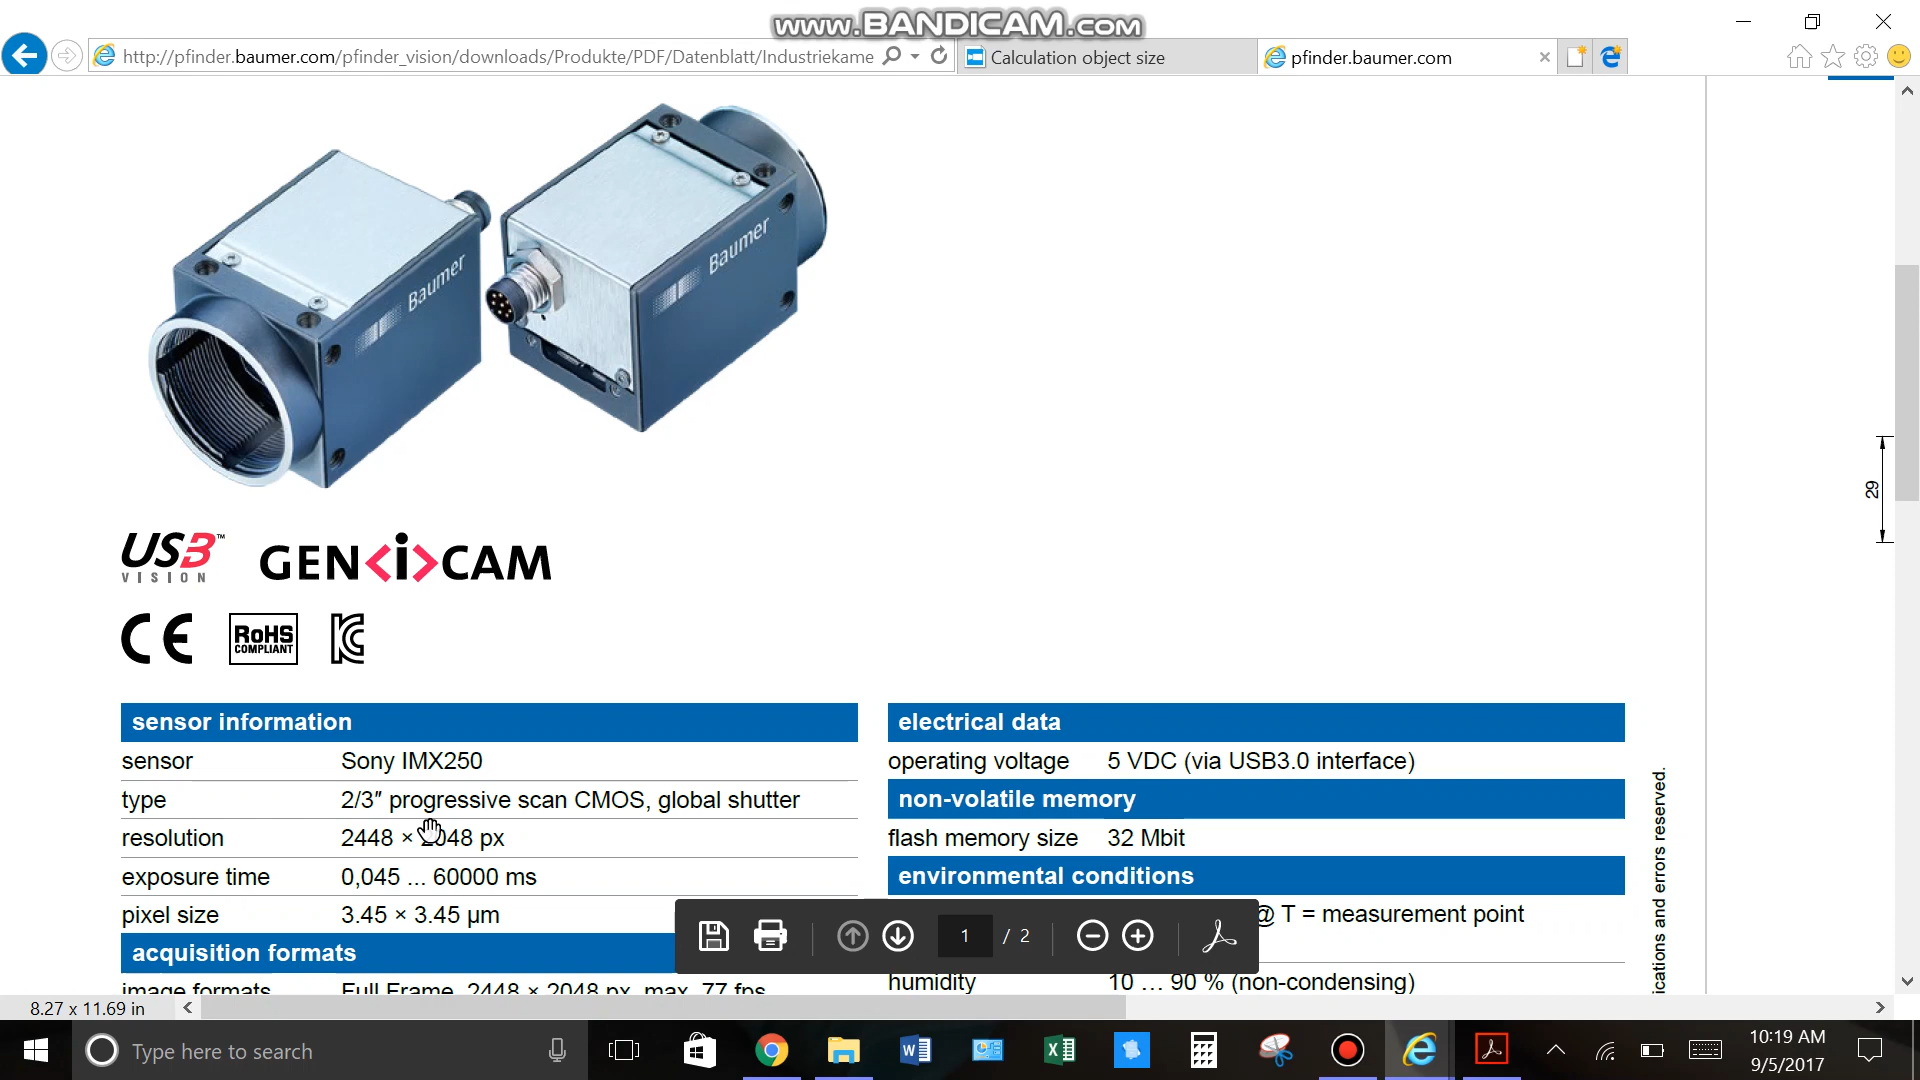 www.BANDICAM.com
http://pfinder.baumer.com/pfinder_vision/downloads/Produkte/PDF/Datenblatt/Industriekame
Calculation object size
pfinder.baumer.com
Baumer
Baumer
29
USB™
VISION
GEN<i>CAM
CE
RoHS
COMPLIANT
sensor information
sensor Sony IMX250
type 2/3″ progressive scan CMOS, global shutter
resolution 2448 × 2048 px
exposure time 0,045 ... 60000 ms
pixel size 3.45 × 3.45 µm
acquisition formats
image formats Full Frame, 2448 × 2048 px, max. 77 fps
electrical data
operating voltage 5 VDC (via USB3.0 interface)
non-volatile memory
flash memory size 32 Mbit
environmental conditions
@ T = measurement point
humidity 10 ... 90 % (non-condensing)
ications and errors reserved.
1 / 2
8.27 x 11.69 in
Type here to search
10:19 AM
9/5/2017